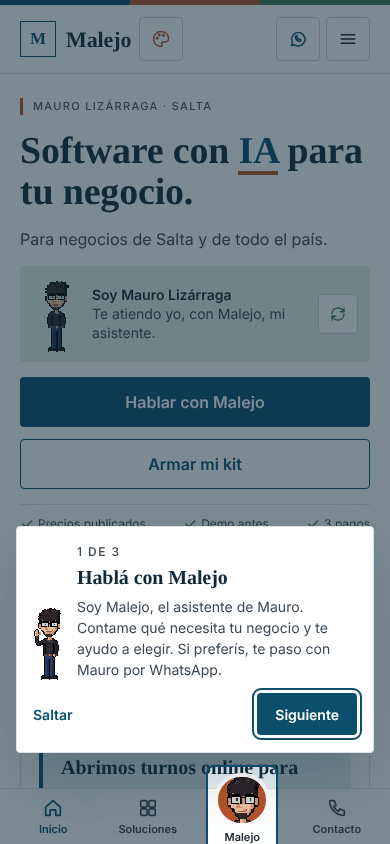 M Malejo
MAURO LIZÁRRAGA · SALTA
Software con IA para
tu negocio.
Para negocios de Salta y de todo el país.
Soy Mauro Lizárraga
Te atiendo yo, con Malejo, mi
asistente.
Hablar con Malejo
Armar mi kit
Precios publicados Demo antes 3 pagos
1 DE 3
Hablá con Malejo
Soy Malejo, el asistente de Mauro.
Contame qué necesita tu negocio y te
ayudo a elegir. Si preferís, te paso con
Mauro por WhatsApp.
Saltar Siguiente
Abrimos turnos online para
Inicio Soluciones Malejo Contacto